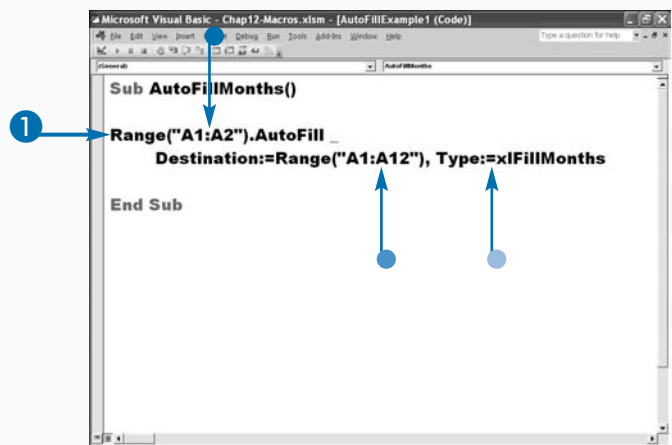 Microsoft Visual Basic - Chap12-Macros.xlsm - [AutoFillExample1 (Code)]
File Edit View Insert Debug Run Tools Add-Ins Window Help Type a question for help
(General) AutoFillMonths
Sub AutoFillMonths()
1
Range("A1:A2").AutoFill _
Destination:=Range("A1:A12"), Type:=xlFillMonths
End Sub